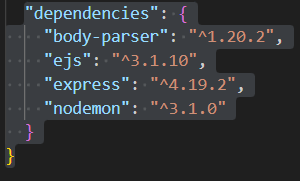 "dependencies": {
"body-parser": "^1.20.2",
"ejs": "^3.1.10",
"express": "^4.19.2",
"nodemon": "^3.1.0"
}
}